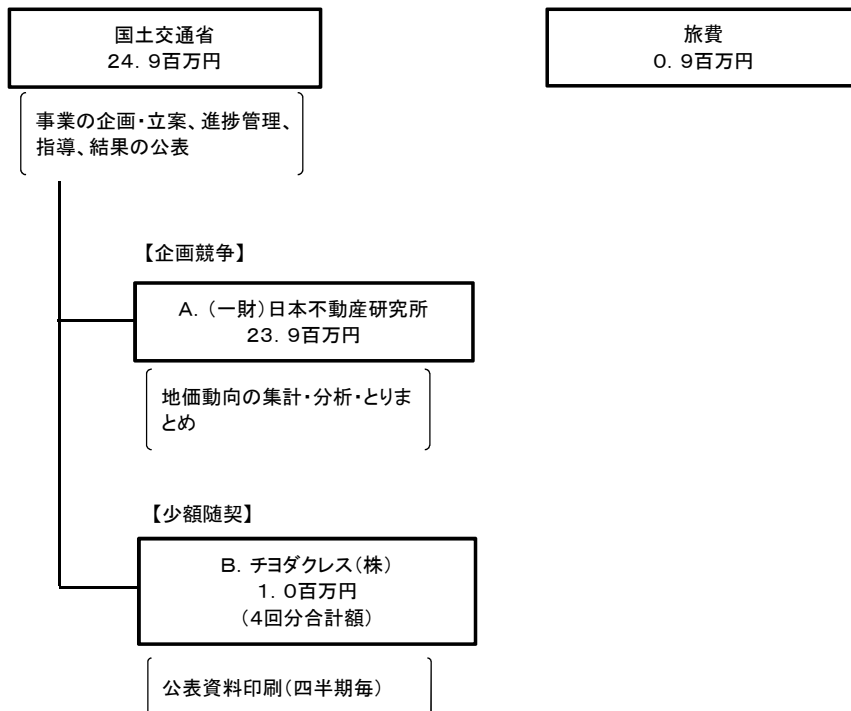 国土交通省
24.9百万円
旅費
0.9百万円
事業の企画・立案、進捗管理、
指導、結果の公表
【企画競争】
A.（一財）日本不動産研究所
23.9百万円
地価動向の集計・分析・とりま
とめ
【少額随契】
B.チヨダクレス（株）
1.0百万円
（4回分合計額）
公表資料印刷（四半期毎）